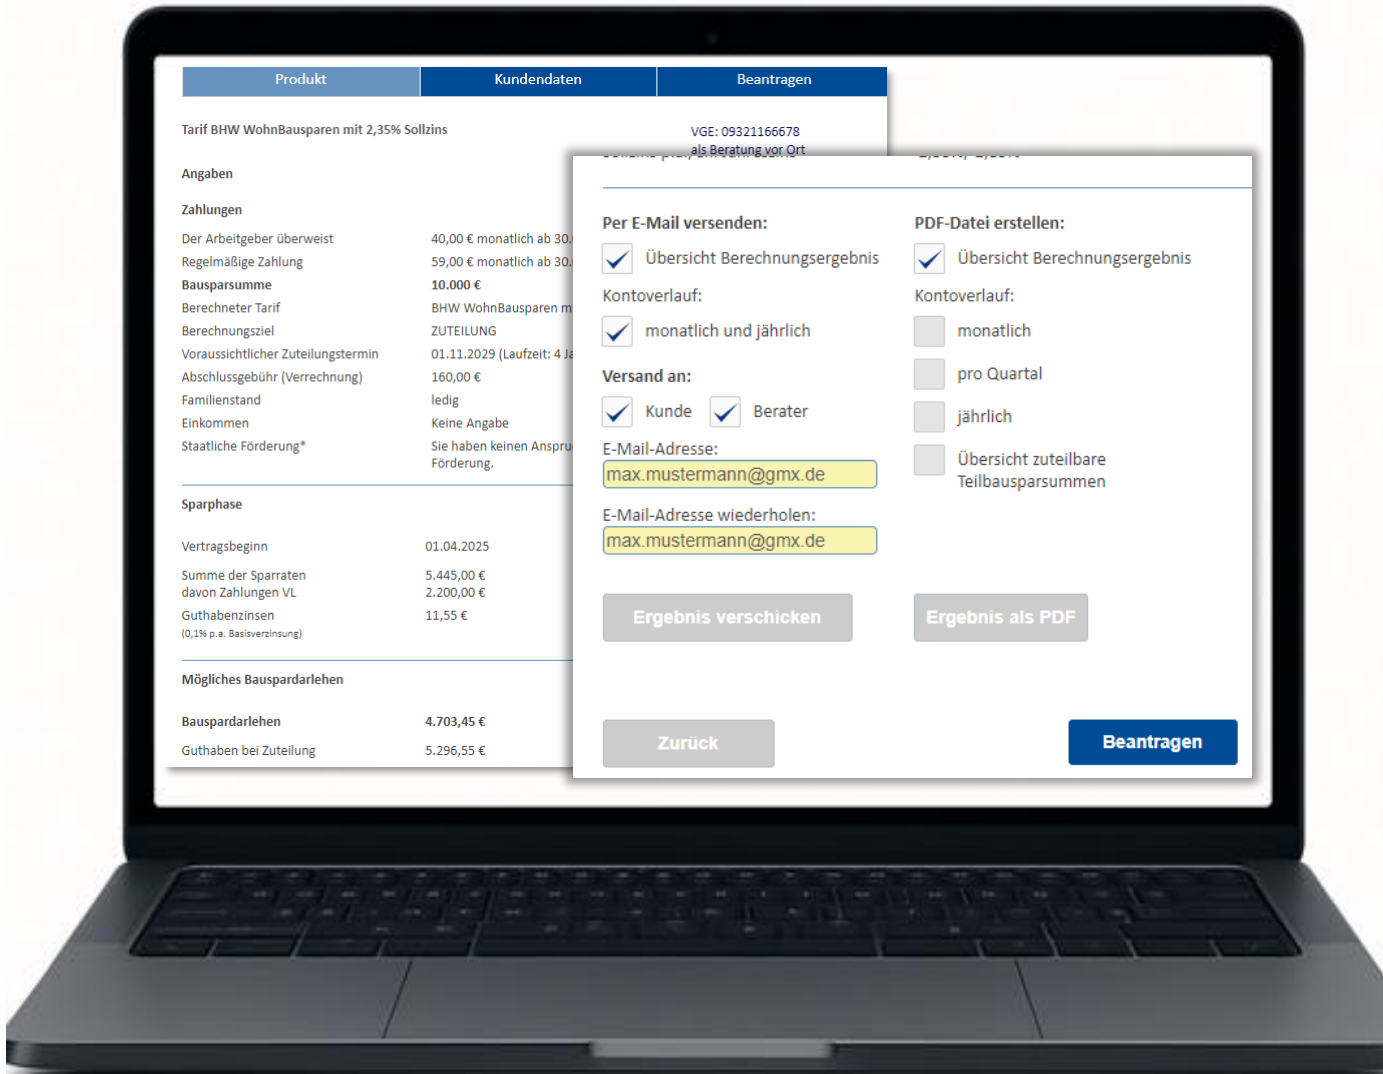 Produkt
Kundendaten
Beantragen
Tarif BHW WohnBausparen mit 2,35% Sollzins
VGE: 09321166678
als Beratung vor Ort
Angaben
Zahlungen
Der Arbeitgeber überweist 40,00 € monatlich ab 30.
Regelmäßige Zahlung 59,00 € monatlich ab 30.
Bausparsumme 10.000 €
Berechneter Tarif BHW WohnBausparen m
Berechnungsziel ZUTEILUNG
Voraussichtlicher Zuteilungstermin 01.11.2029 (Laufzeit: 4 Ja
Abschlussgebühr (Verrechnung) 160,00 €
Familienstand ledig
Einkommen Keine Angabe
Staatliche Förderung* Sie haben keinen Anspru
Förderung.
Sparphase
Vertragsbeginn 01.04.2025
Summe der Sparraten 5.445,00 €
davon Zahlungen VL 2.200,00 €
Guthabenzinsen 11,55 €
(0,1% p.a. Basisverzinsung)
Mögliches Bauspardarlehen
Bauspardarlehen 4.703,45 €
Guthaben bei Zuteilung 5.296,55 €
Per E-Mail versenden:
Übersicht Berechnungsergebnis
Kontoverlauf:
monatlich und jährlich
Versand an:
Kunde Berater
E-Mail-Adresse:
max.mustermann@gmx.de
E-Mail-Adresse wiederholen:
max.mustermann@gmx.de
Ergebnis verschicken
Zurück
PDF-Datei erstellen:
Übersicht Berechnungsergebnis
Kontoverlauf:
monatlich
pro Quartal
jährlich
Übersicht zuteilbare
Teilbausparsummen
Ergebnis als PDF
Beantragen